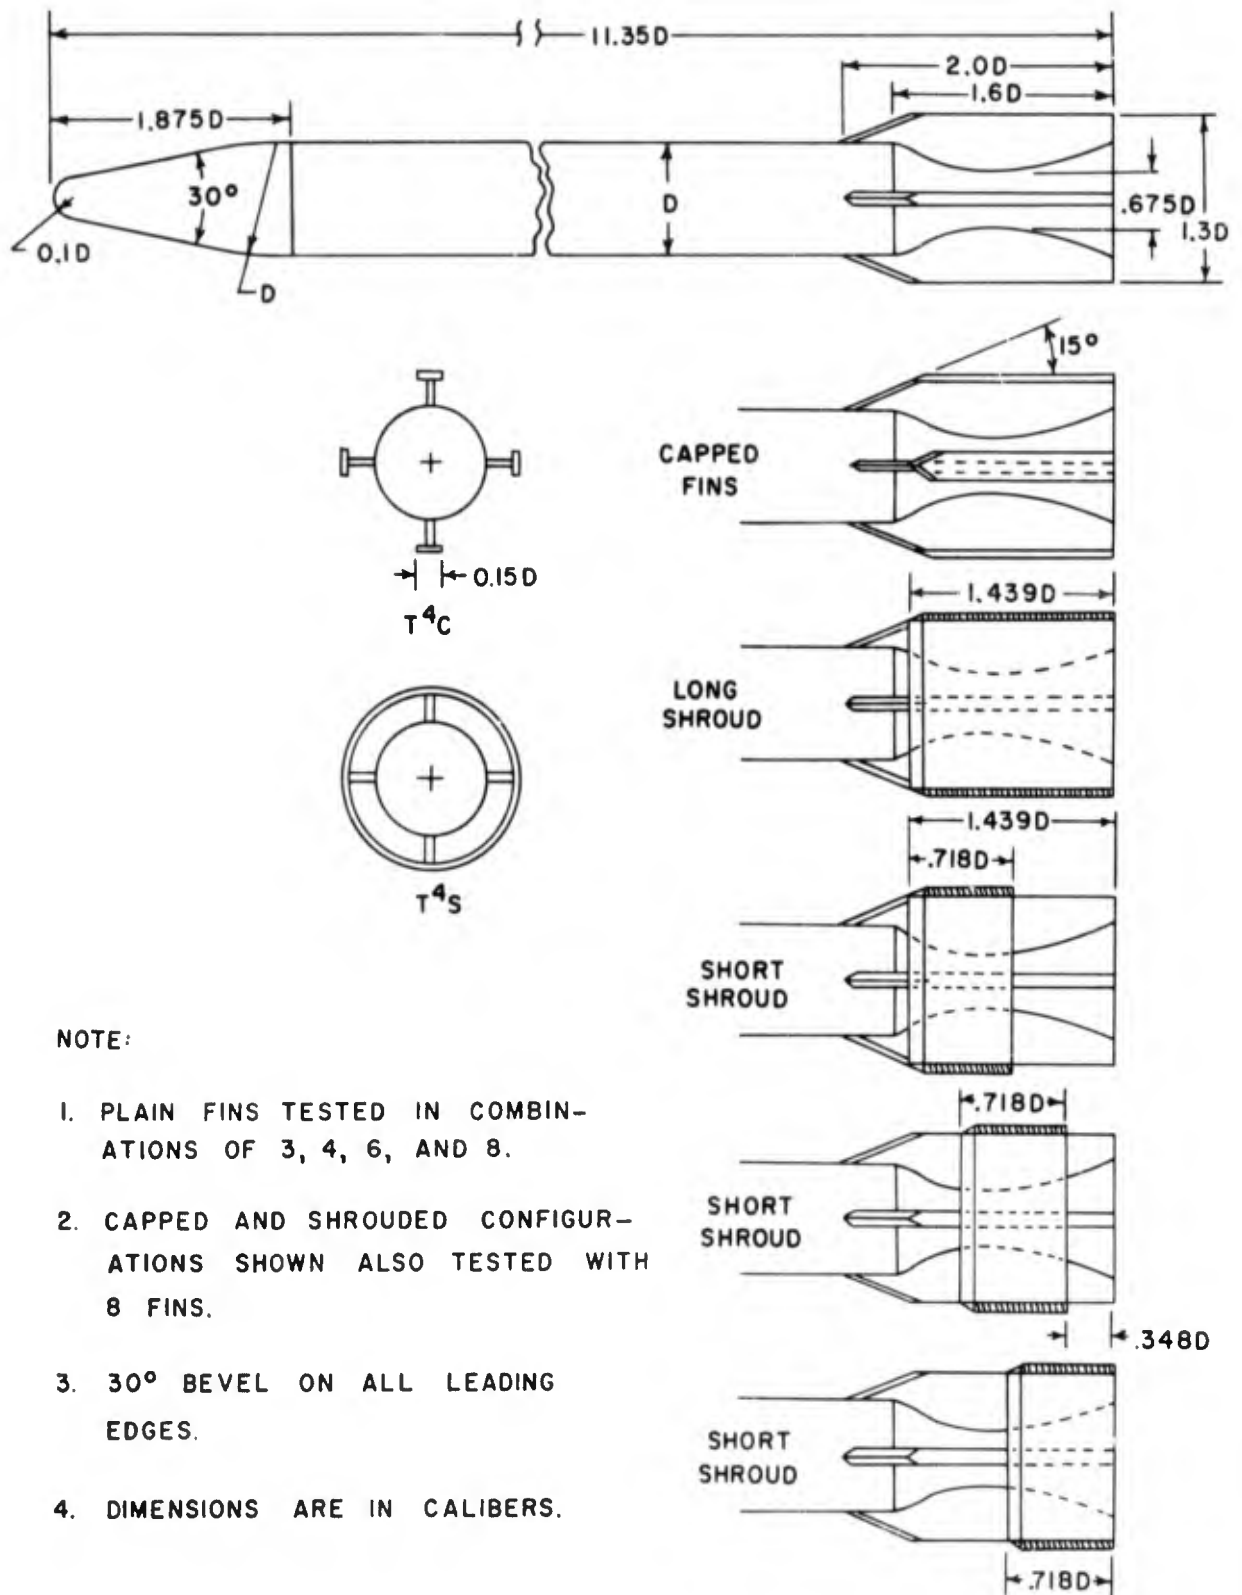 11.35D
2.0D
1.6D
1.875D
30°
D
.675D
1.3D
0.1D
D
15°
CAPPED
FINS
0.15D
T⁴C
1.439D
LONG
SHROUD
T⁴S
1.439D
.718D
SHORT
SHROUD
.718D
SHORT
SHROUD
.348D
SHORT
SHROUD
.718D
NOTE:
1. PLAIN FINS TESTED IN COMBIN-
ATIONS OF 3, 4, 6, AND 8.
2. CAPPED AND SHROUDED CONFIGUR-
ATIONS SHOWN ALSO TESTED WITH
8 FINS.
3. 30° BEVEL ON ALL LEADING
EDGES.
4. DIMENSIONS ARE IN CALIBERS.